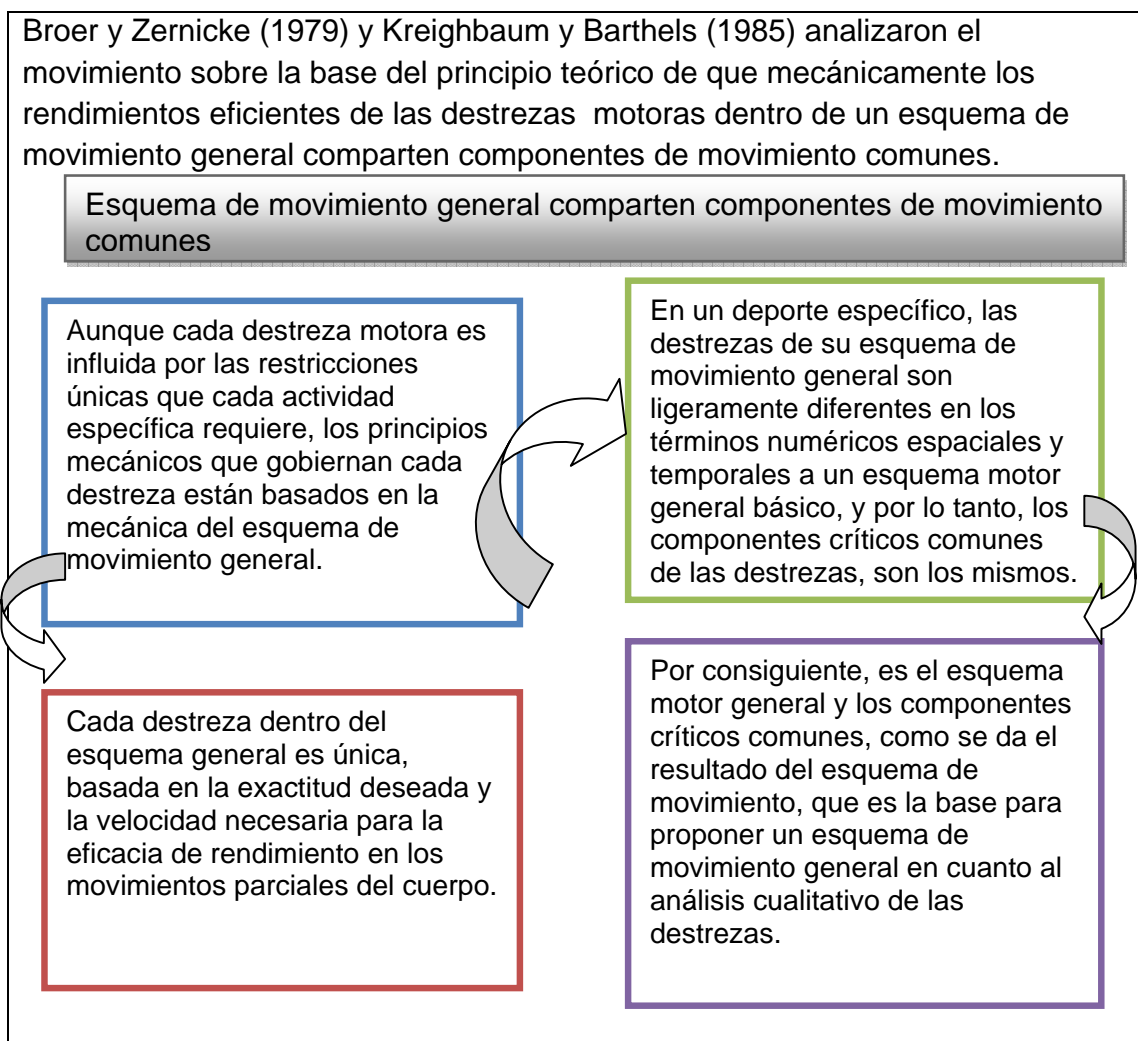 Broer y Zernicke (1979) y Kreighbaum y Barthels (1985) analizaron el
movimiento sobre la base del principio teórico de que mecánicamente los
rendimientos eficientes de las destrezas motoras dentro de un esquema de
movimiento general comparten componentes de movimiento comunes.
Esquema de movimiento general comparten componentes de movimiento
comunes
Aunque cada destreza motora es
influida por las restricciones
únicas que cada actividad
específica requiere, los principios
mecánicos que gobiernan cada
destreza están basados en la
mecánica del esquema de
movimiento general.
Cada destreza dentro del
esquema general es única,
basada en la exactitud deseada y
la velocidad necesaria para la
eficacia de rendimiento en los
movimientos parciales del cuerpo.
En un deporte específico, las
destrezas de su esquema de
movimiento general son
ligeramente diferentes en los
términos numéricos espaciales y
temporales a un esquema motor
general básico, y por lo tanto, los
componentes críticos comunes
de las destrezas, son los mismos.
Por consiguiente, es el esquema
motor general y los componentes
críticos comunes, como se da el
resultado del esquema de
movimiento, que es la base para
proponer un esquema de
movimiento general en cuanto al
análisis cualitativo de las
destrezas.